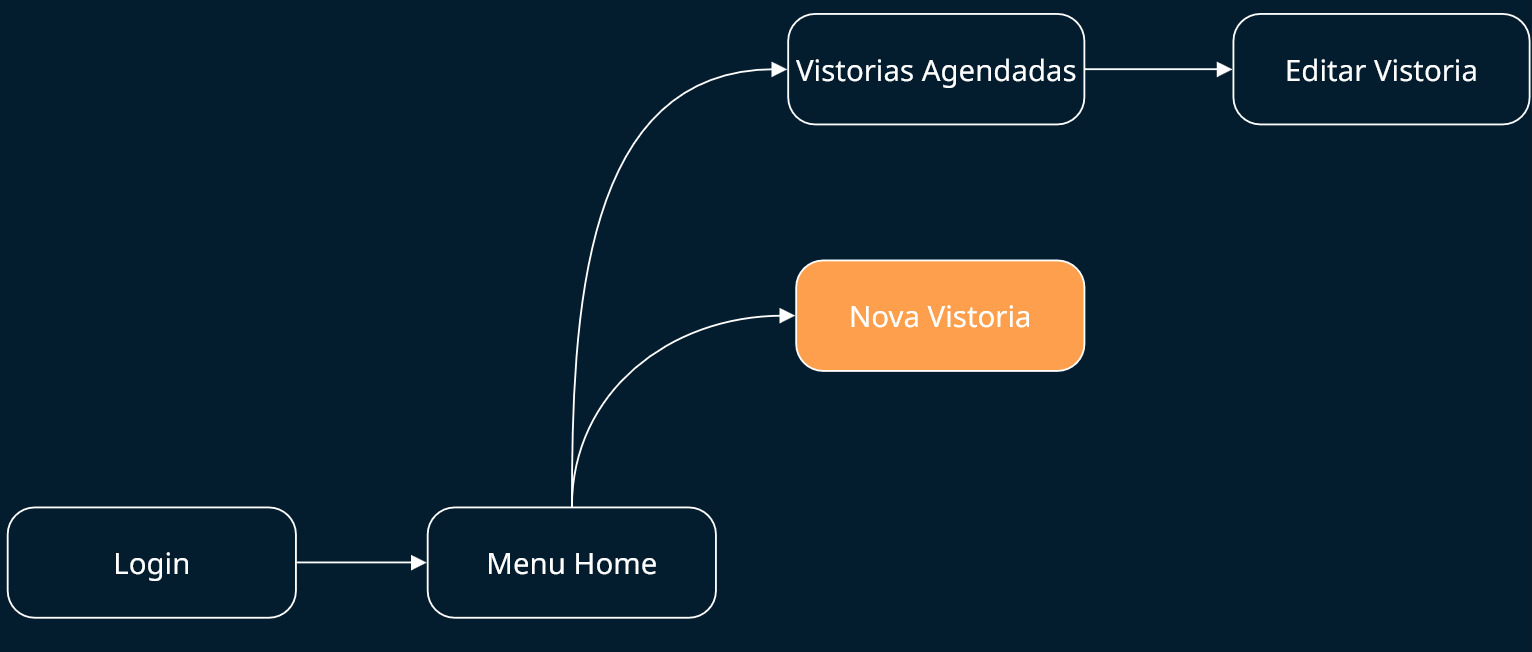 Vistorias Agendadas
Editar Vistoria
Nova Vistoria
Login
Menu Home